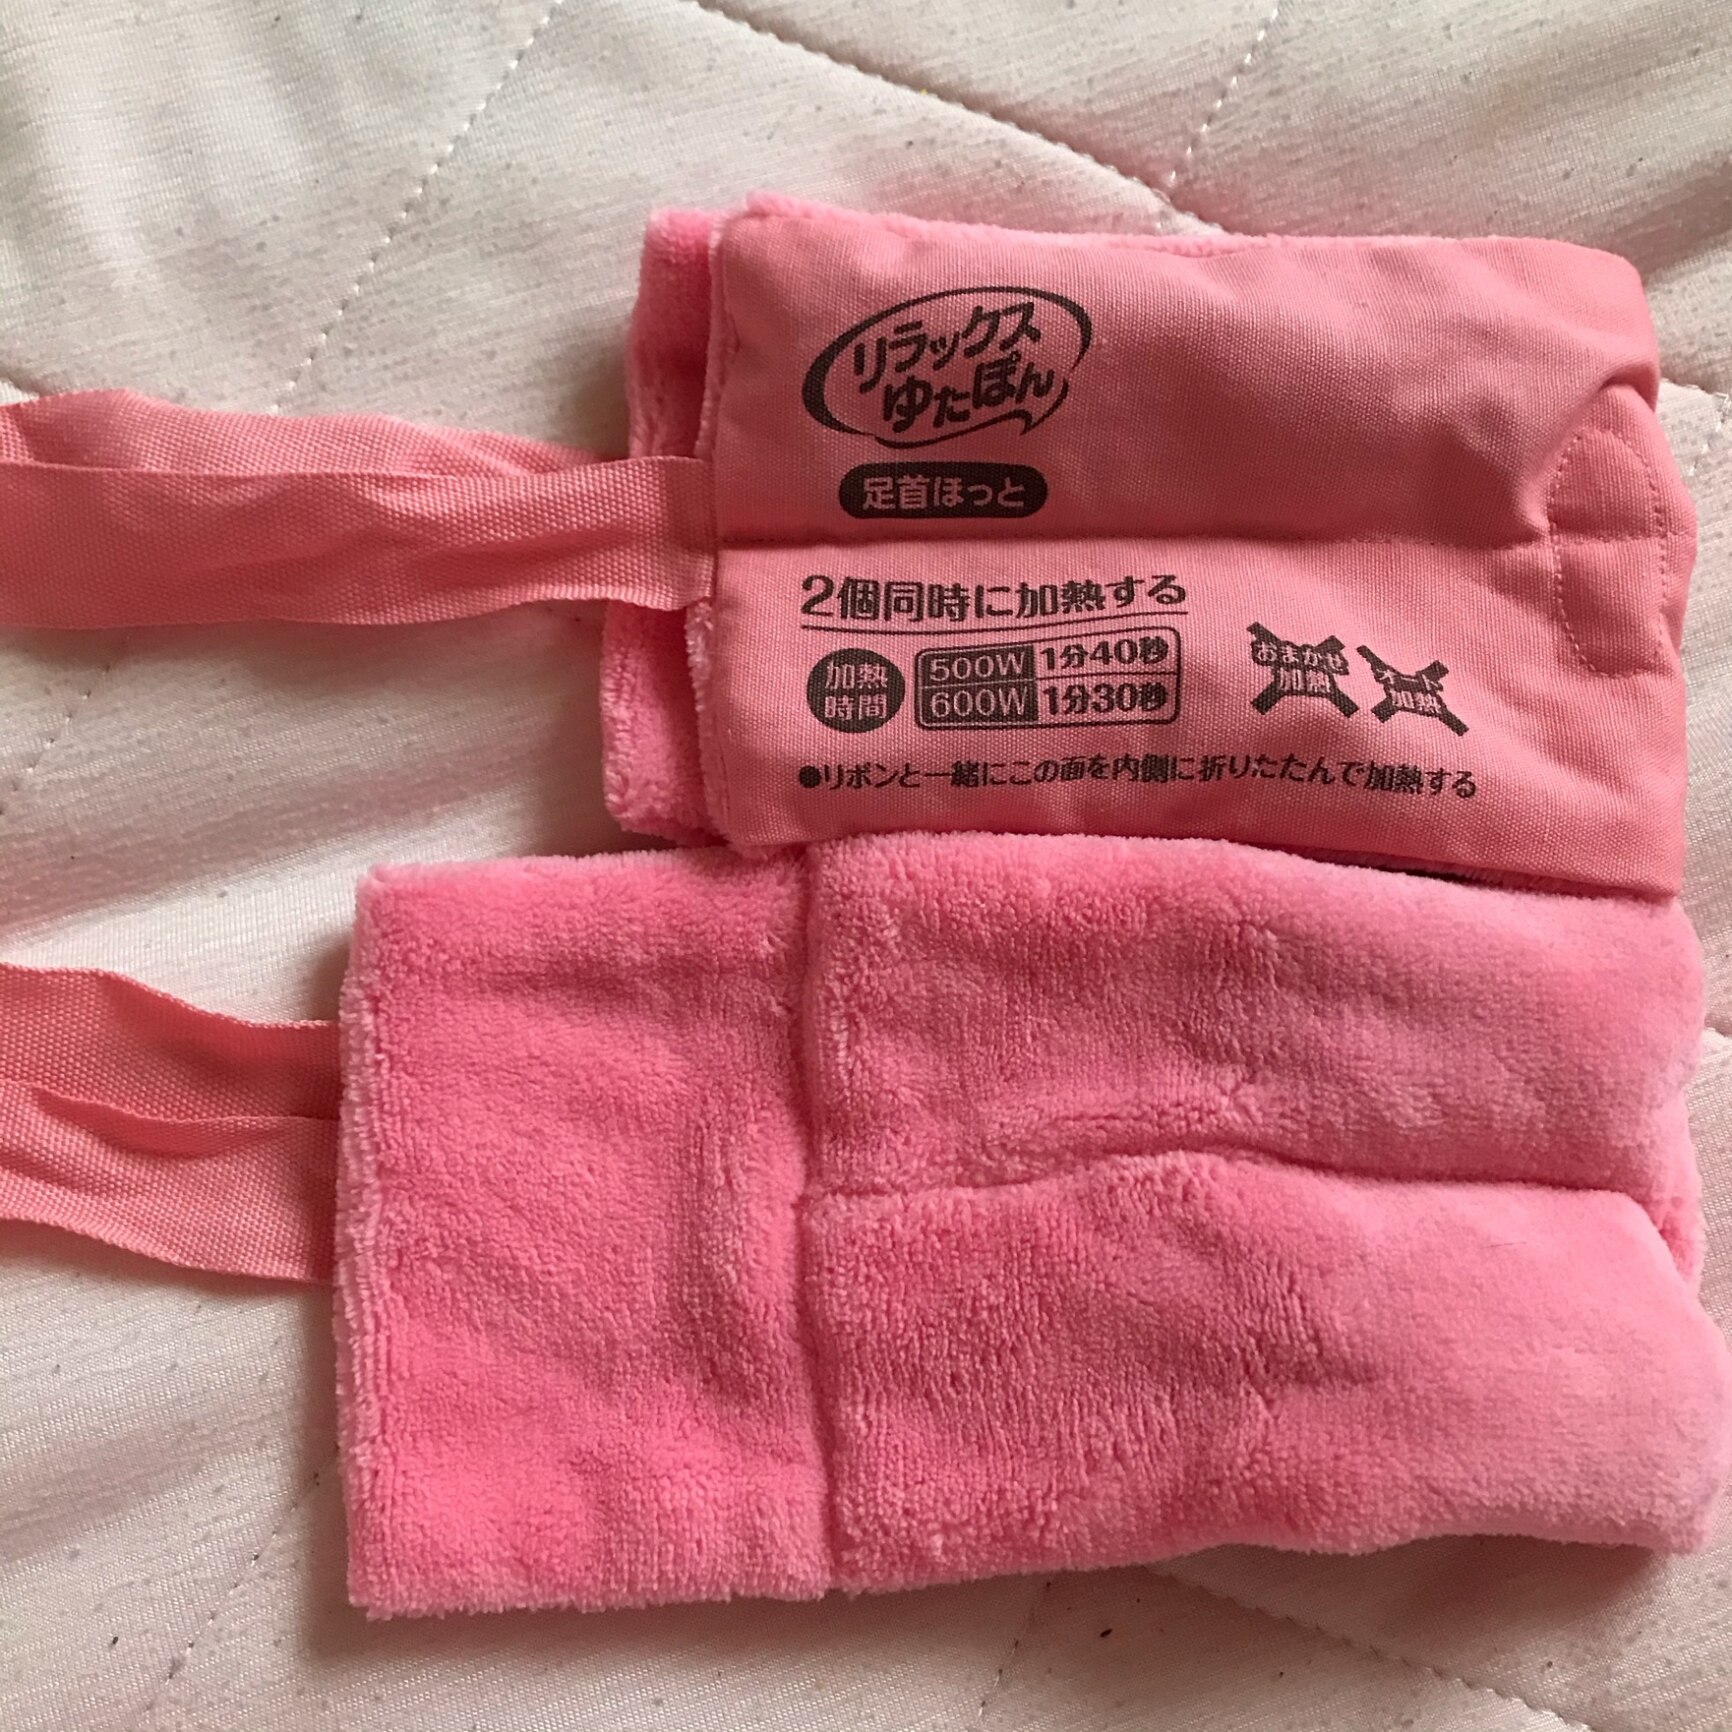 リラックス
ゆたぽん
足首ほっと
2個同時に加熱する
加熱
時間
500W 1分40秒
600W 1分30秒
おまかせ
加熱
加熱
●リボンと一緒にこの面を内側に折りたたんで加熱する